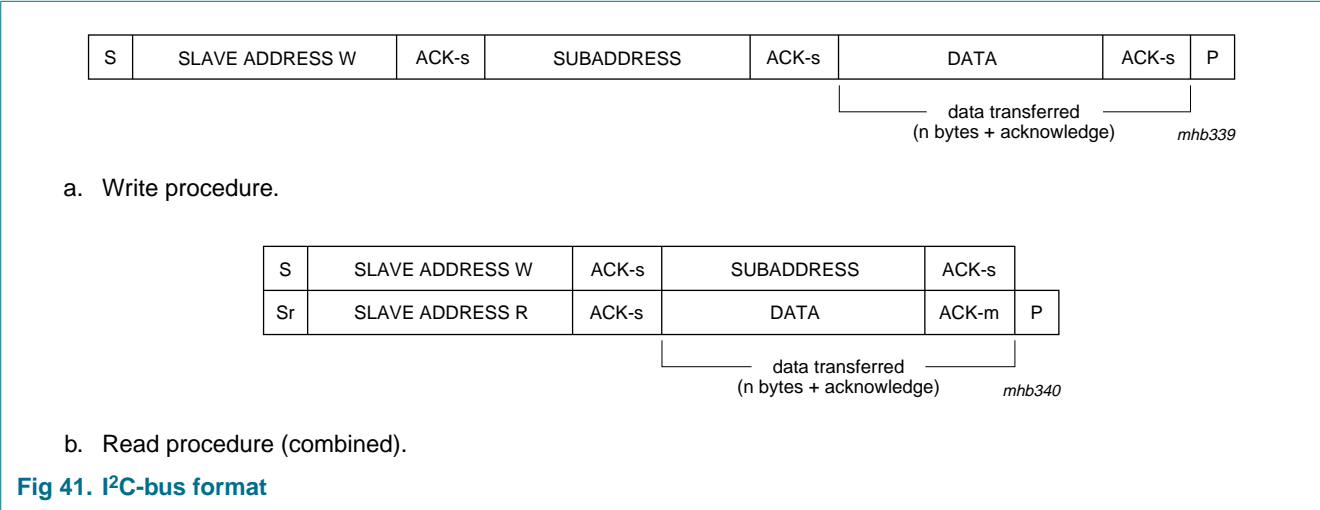 S SLAVE ADDRESS W ACK-s SUBADDRESS ACK-s DATA ACK-s P
data transferred
(n bytes + acknowledge)
mhb339
a. Write procedure.
S SLAVE ADDRESS W ACK-s SUBADDRESS ACK-s
Sr SLAVE ADDRESS R ACK-s DATA ACK-m P
data transferred
(n bytes + acknowledge)
mhb340
b. Read procedure (combined).
Fig 41. I²C-bus format